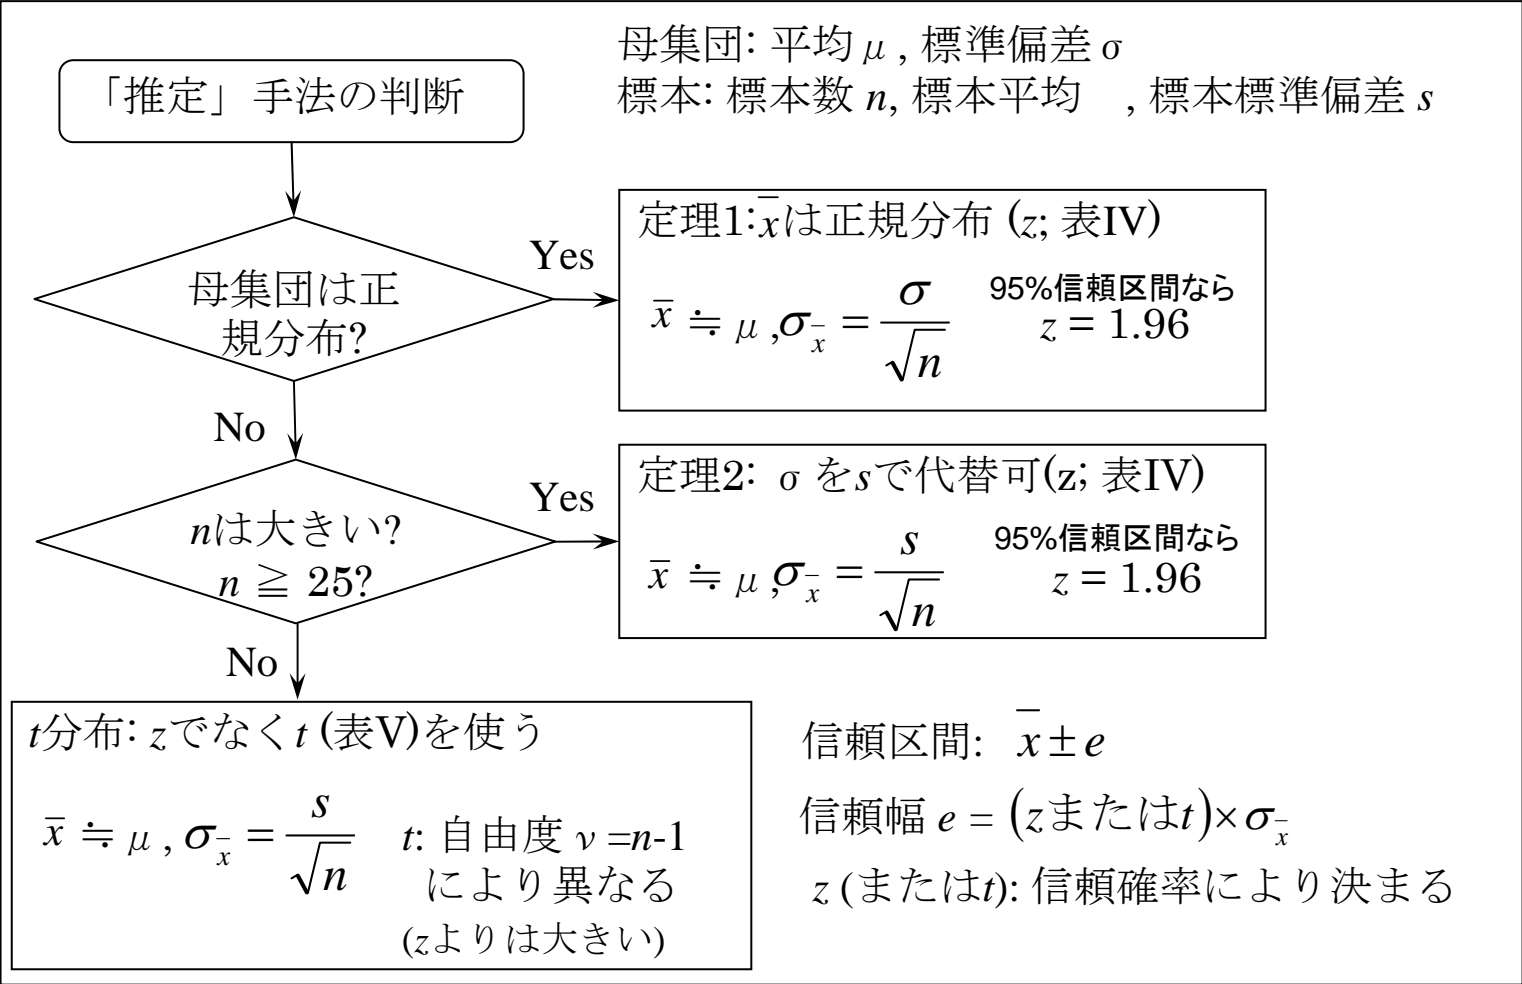 母集団: 平均μ, 標準偏差σ
標本: 標本数 n, 標本平均　, 標本標準偏差 s
「推定」手法の判断
母集団は正
規分布?
Yes
No
定理1:x̄は正規分布 (z; 表IV)
x̄ ≒ μ ,σ_x̄ = σ/√n
95%信頼区間なら
z = 1.96
nは大きい?
n ≧ 25?
Yes
No
定理2: σをsで代替可(z; 表IV)
x̄ ≒ μ ,σ_x̄ = s/√n
95%信頼区間なら
z = 1.96
t分布: zでなくt (表V)を使う
x̄ ≒ μ , σ_x̄ = s/√n
t: 自由度 ν =n-1
により異なる
(zよりは大きい)
信頼区間: x̄ ± e
信頼幅 e = (zまたはt)×σ_x̄
z (またはt): 信頼確率により決まる